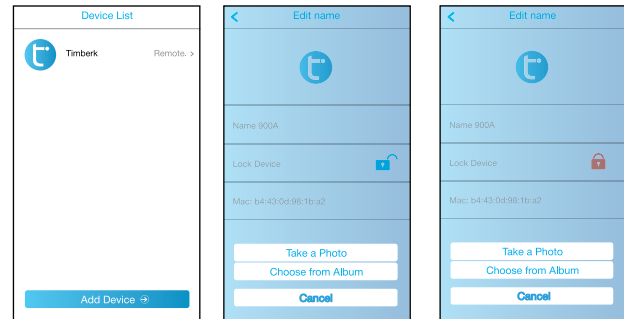 Device List
Timberk
Remote. >
Add Device
Edit name
Name 900A
Lock Device
Mac: b4:43:0d:98:1b:a2
Take a Photo
Choose from Album
Cancel
Edit name
Name 900A
Lock Device
Mac: b4:43:0d:98:1b:a2
Take a Photo
Choose from Album
Cancel